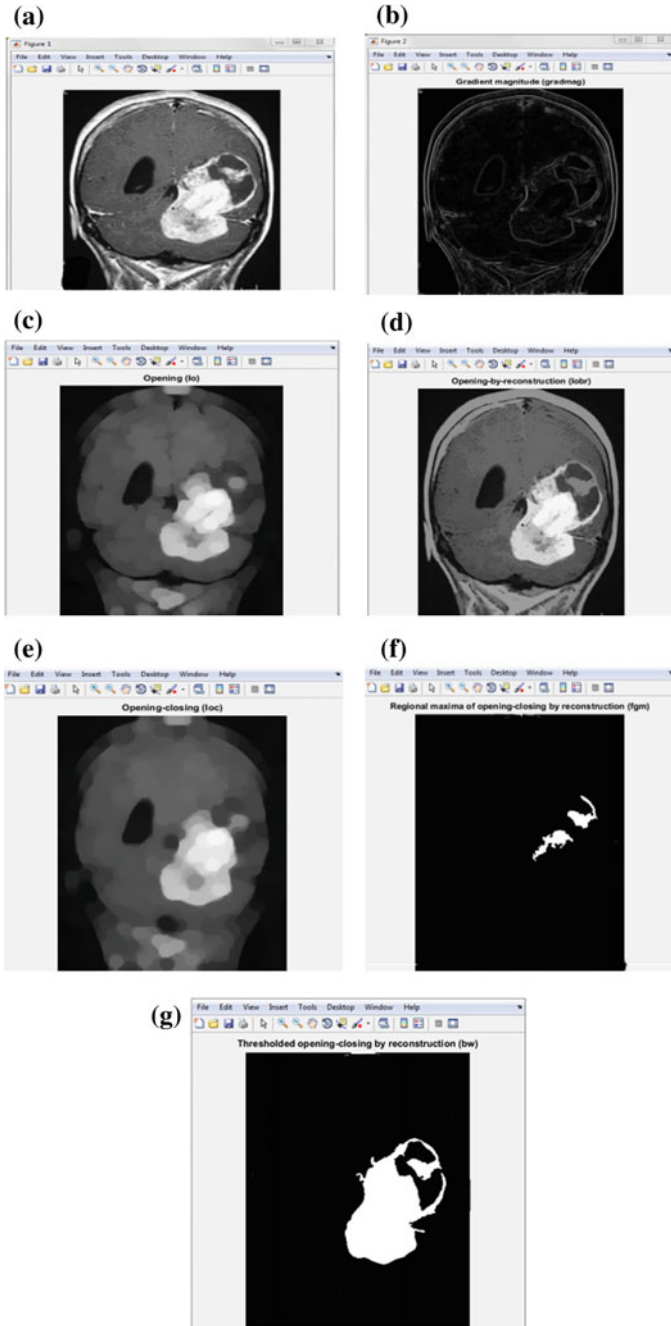 (a)
Figure 1
File Edit View Insert Tools Desktop Window Help
(b)
Figure 2
File Edit View Insert Tools Desktop Window Help
Gradient magnitude (gradmag)
(c)
File Edit View Insert Tools Desktop Window Help
Opening (Io)
(d)
File Edit View Insert Tools Desktop Window Help
Opening-by-reconstruction (Iobr)
(e)
File Edit View Insert Tools Desktop Window Help
Opening-closing (Ioc)
(f)
File Edit View Insert Tools Desktop Window Help
Regional maxima of opening-closing by reconstruction (fgm)
(g)
File Edit View Insert Tools Desktop Window Help
Thresholded opening-closing by reconstruction (bw)